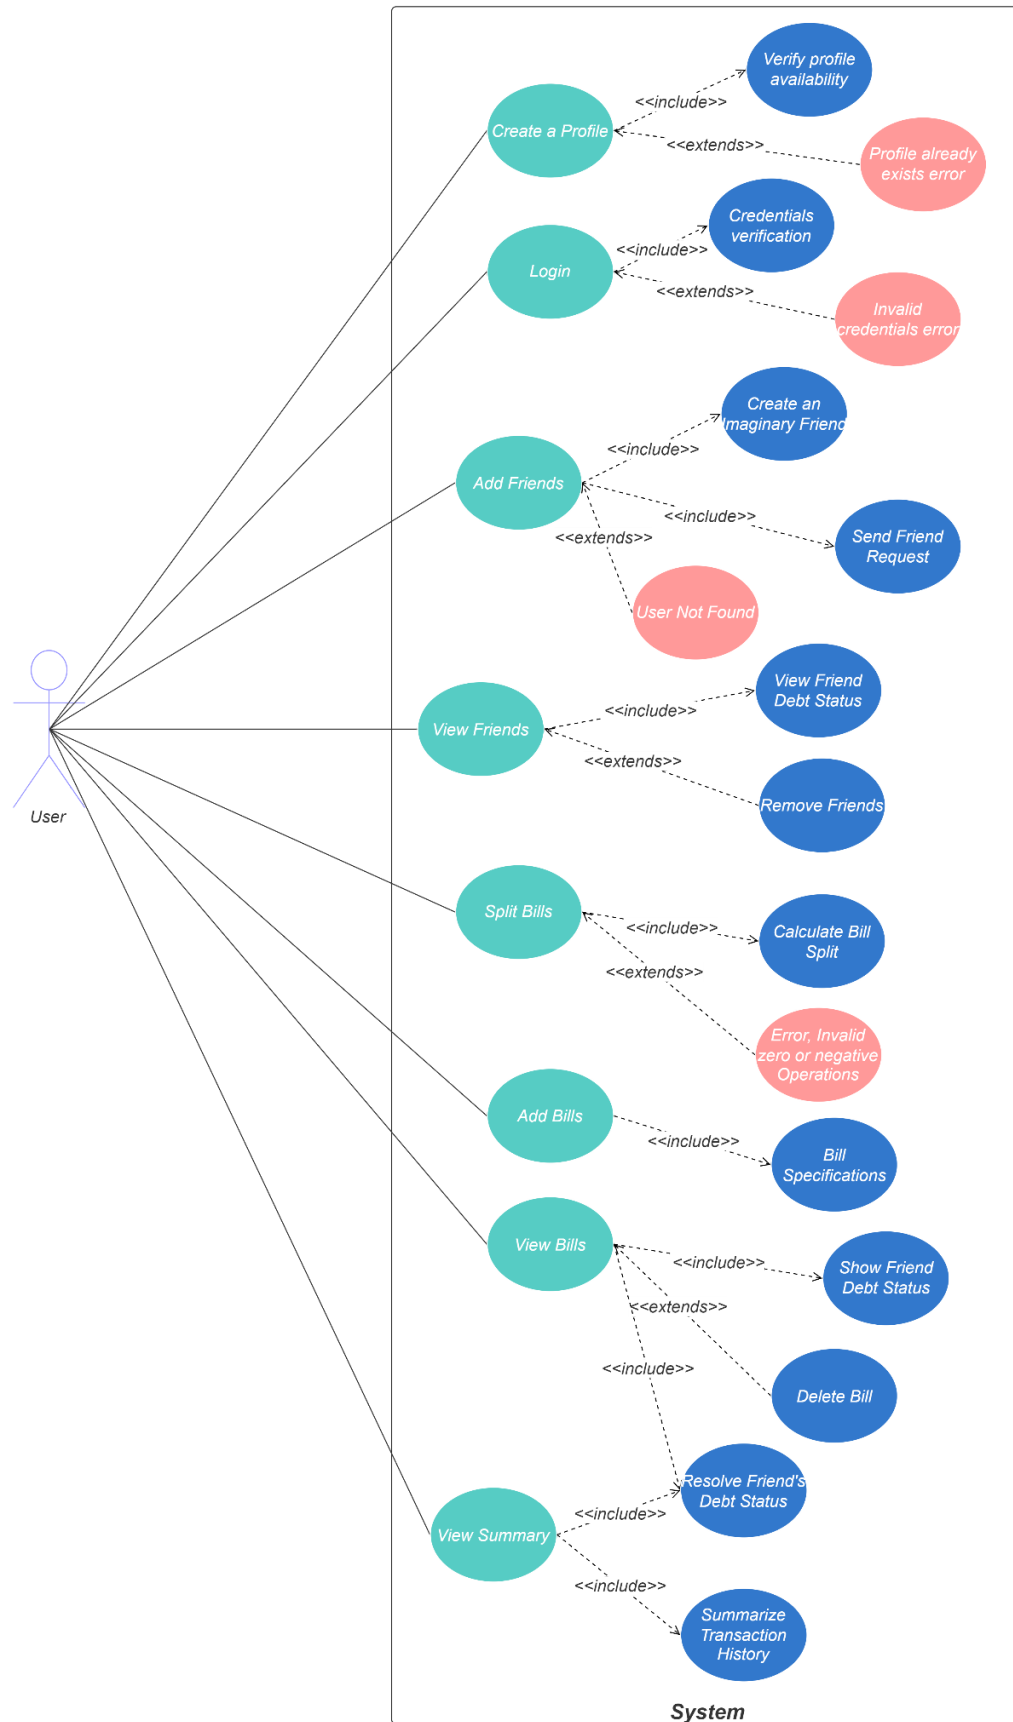 Verify profile
availability
<<include>>
Create a Profile
<<extends>>
Profile already
exists error
Credentials
verification
<<include>>
Login
<<extends>>
Invalid
credentials error
Create an
Imaginary Friend
<<include>>
Add Friends
<<include>>
<<extends>>
Send Friend
Request
User Not Found
View Friend
Debt Status
<<include>>
View Friends
<<extends>>
Remove Friends
User
Split Bills
<<include>>
Calculate Bill
Split
<<extends>>
Error, Invalid
zero or negative
Operations
Add Bills
<<include>>
Bill
Specifications
View Bills
<<include>>
Show Friend
Debt Status
<<extends>>
<<include>>
Delete Bill
Resolve Friend's
Debt Status
<<include>>
View Summary
<<include>>
Summarize
Transaction
History
System